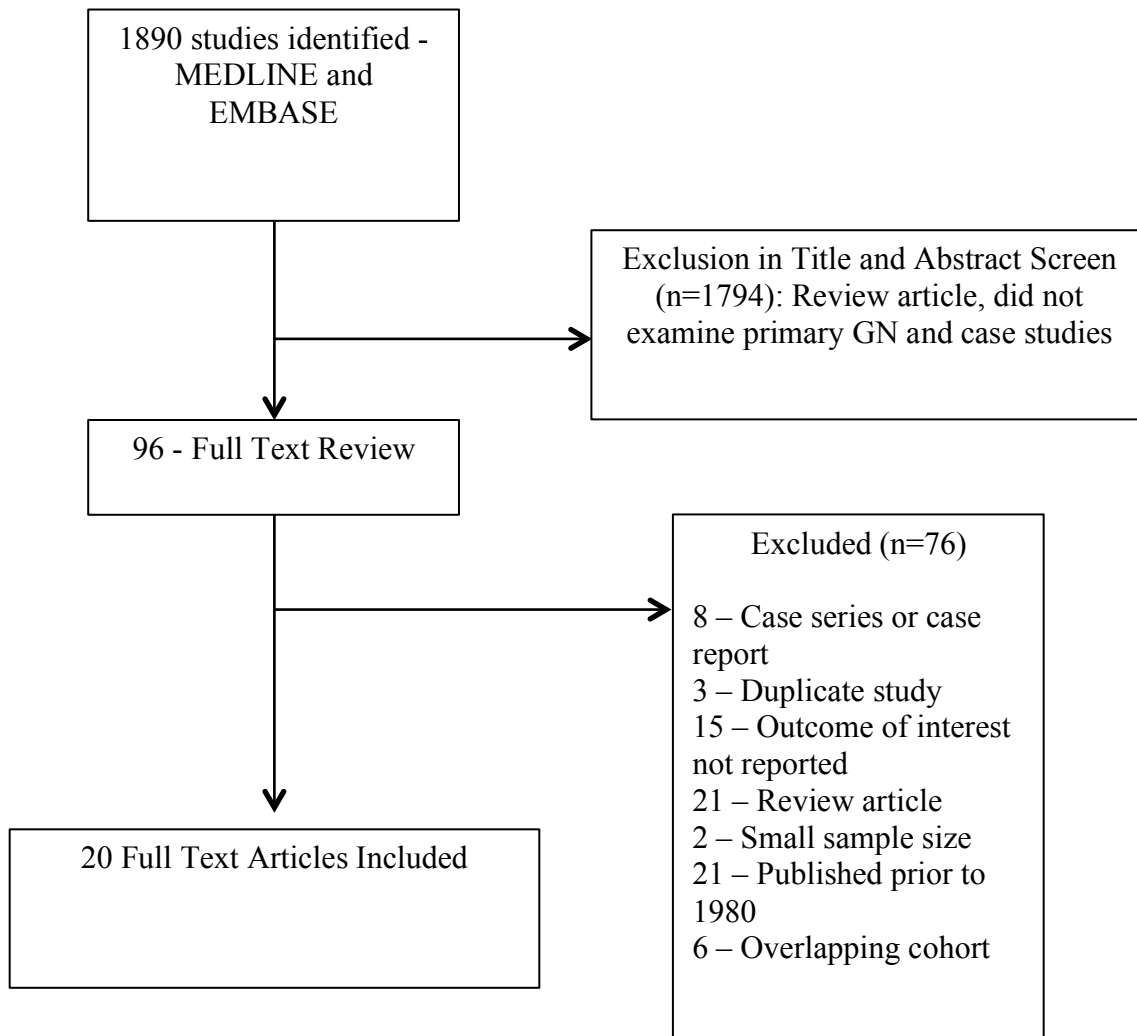 1890 studies identified -
MEDLINE and
EMBASE
Exclusion in Title and Abstract Screen
(n=1794): Review article, did not
examine primary GN and case studies
96 - Full Text Review
Excluded (n=76)
8 – Case series or case
report
3 – Duplicate study
15 – Outcome of interest
not reported
21 – Review article
2 – Small sample size
21 – Published prior to
1980
6 – Overlapping cohort
20 Full Text Articles Included